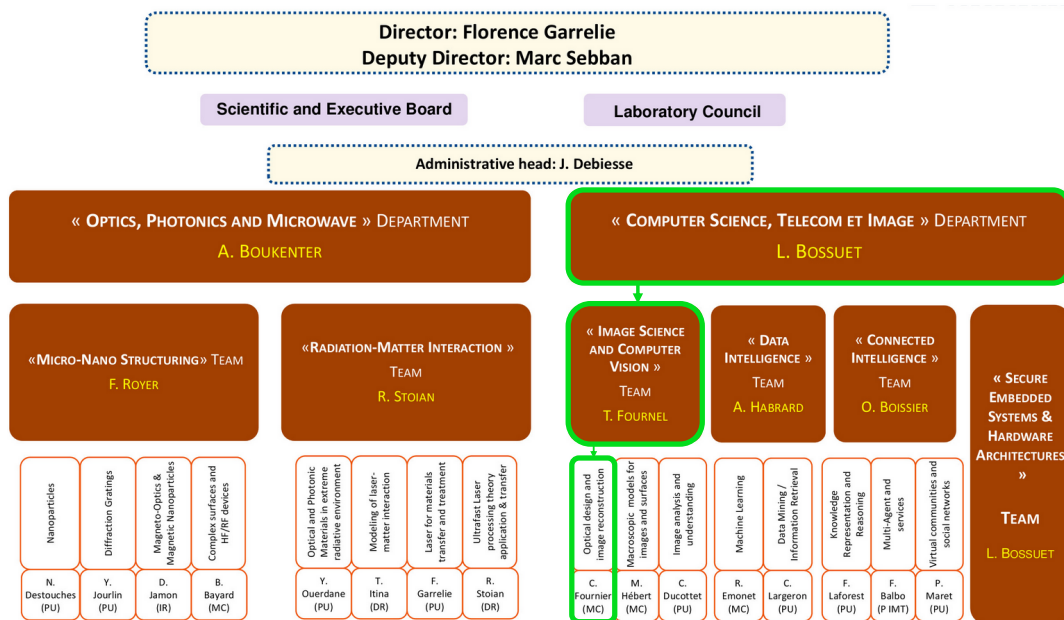 Director: Florence Garrelie
Deputy Director: Marc Sebban
Scientific and Executive Board
Laboratory Council
Administrative head: J. Debiesse
« OPTICS, PHOTONICS AND MICROWAVE » DEPARTMENT
A. BOUKENTER
« COMPUTER SCIENCE, TELECOM ET IMAGE » DEPARTMENT
L. BOSSUET
«MICRO-NANO STRUCTURING» TEAM
F. ROYER
«RADIATION-MATTER INTERACTION »
TEAM
R. STOIAN
« IMAGE SCIENCE
AND COMPUTER
VISION »
TEAM
T. FOURNEL
« DATA
INTELLIGENCE »
TEAM
A. HABRARD
« CONNECTED
INTELLIGENCE »
TEAM
O. BOISSIER
« SECURE
EMBEDDED
SYSTEMS &
HARDWARE
ARCHITECTURES
»
TEAM
L. BOSSUET
Nanoparticles
Diffraction Gratings
Magneto-Optics &
Magnetic Nanoparticles
Complex surfaces and
HF/RF devices
Optical and Photonic
Materials in extreme
radiative environment
Modeling of laser-
matter interaction
Laser for materials
transfer and treatment
Ultrafast Laser
processing theory
application & transfer
Optical design and
image reconstruction
Macroscopic models for
images and surfaces
Image analysis and
understanding
Machine Learning
Data Mining /
Information Retrieval
Knowledge
Representation and
Reasoning
Multi-Agent and
services
Virtual communities and
social networks
N.
Destouches
(PU)
Y.
Jourlin
(PU)
D.
Jamon
(IR)
B.
Bayard
(MC)
Y.
Ouerdane
(PU)
T.
Itina
(DR)
F.
Garrelie
(PU)
R.
Stoian
(DR)
C.
Fournier
(MC)
M.
Hébert
(MC)
C.
Ducottet
(PU)
R.
Emonet
(MC)
C.
Largeron
(PU)
F.
Laforest
(PU)
F.
Balbo
(P IMT)
P.
Maret
(PU)